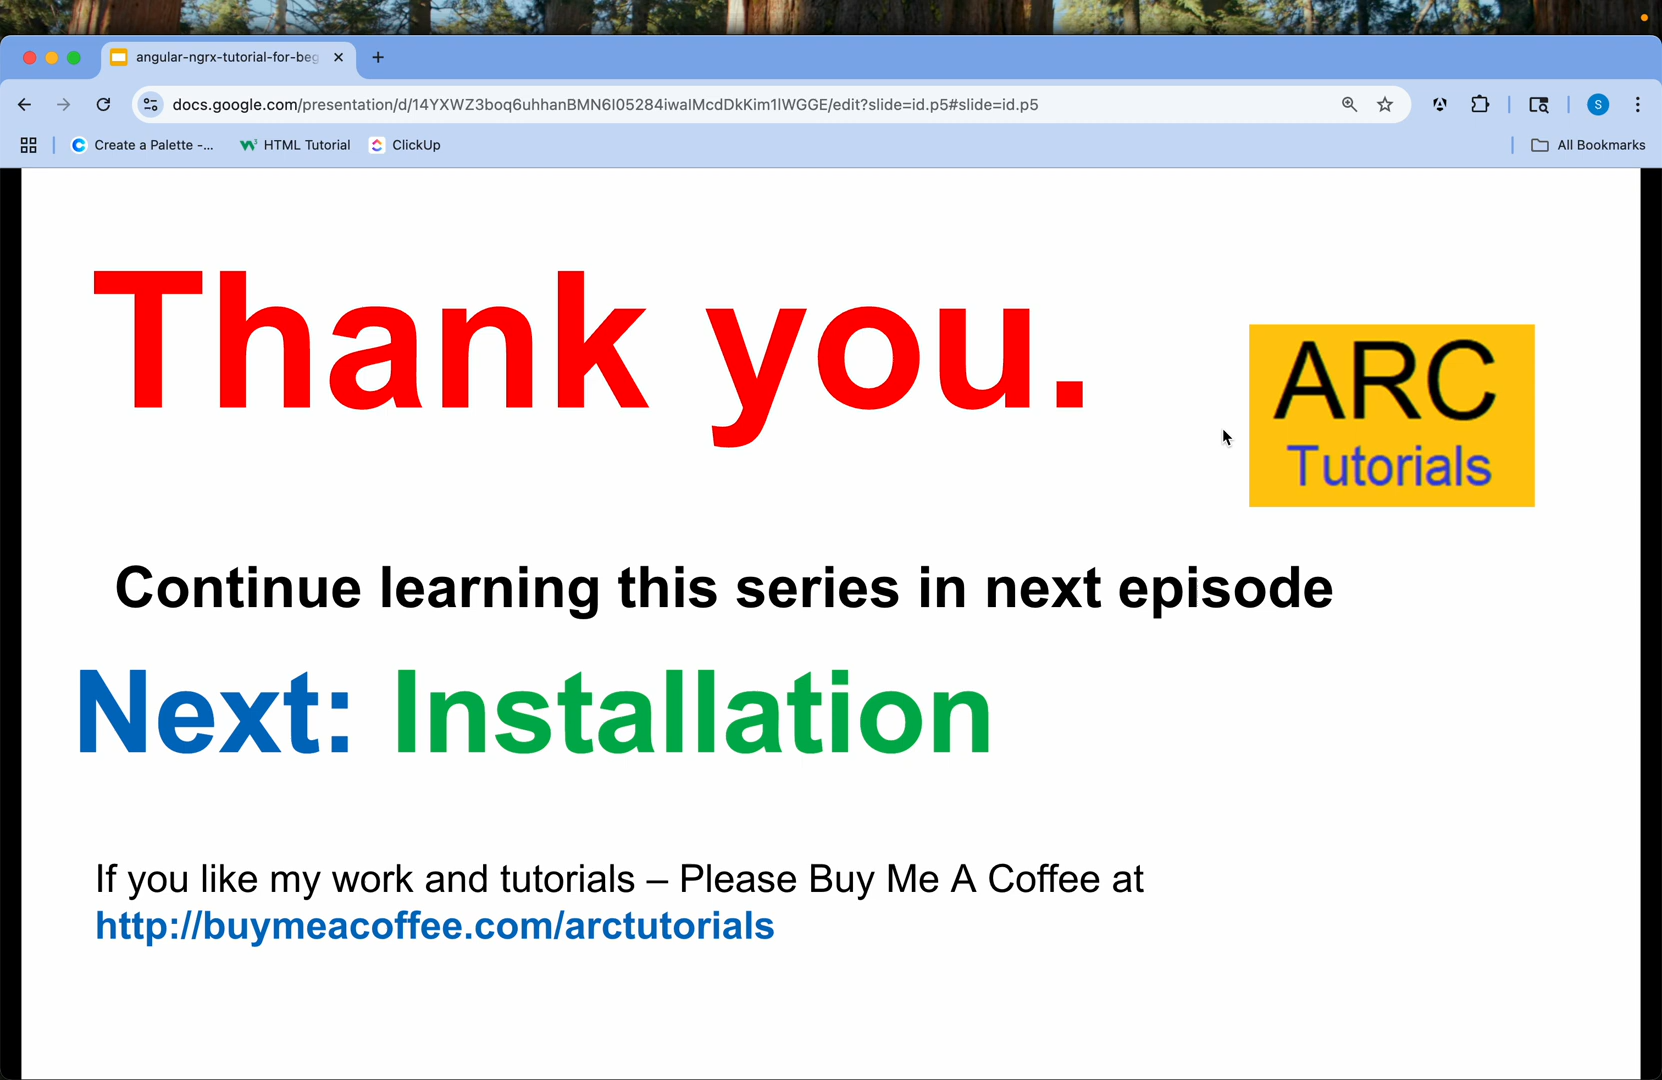 angular-ngrx-tutorial-for-beg
docs.google.com/presentation/d/14YXWZ3boq6uhhanBMN6I05284iwalMcdDkKim1lWGGE/edit?slide=id.p5#slide=id.p5
S
Create a Palette -...
HTML Tutorial
ClickUp
All Bookmarks
Thank you.
ARC
Tutorials
Continue learning this series in next episode
Next: Installation
If you like my work and tutorials – Please Buy Me A Coffee at
http://buymeacoffee.com/arctutorials